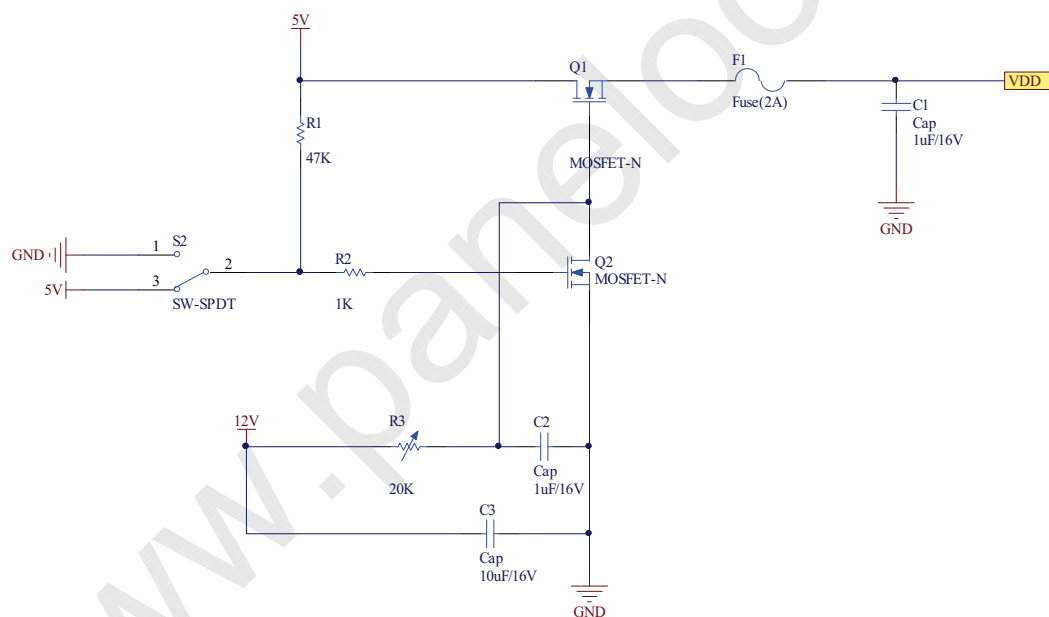 5V
Q1
F1
Fuse(2A)
VDD
C1
Cap
1uF/16V
GND
R1
47K
MOSFET-N
GND
1
S2
5V
3
2
SW-SPDT
R2
1K
Q2
MOSFET-N
12V
R3
20K
C2
Cap
1uF/16V
C3
Cap
10uF/16V
GND
w.paneloo